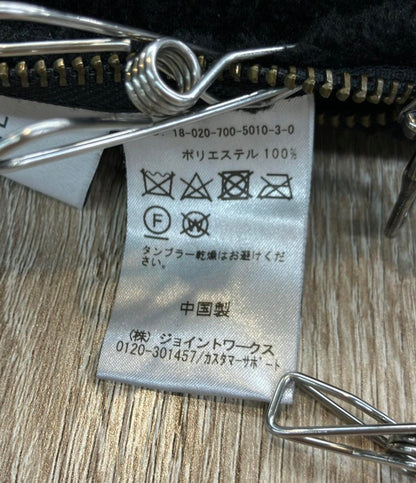 18-020-700-5010-3-0
ポリエステル 100%
F W
タンブラー乾燥はお避けくだ
さい。
中国製
(株)ジョイントワークス
0120-301457/カスタマーサポート